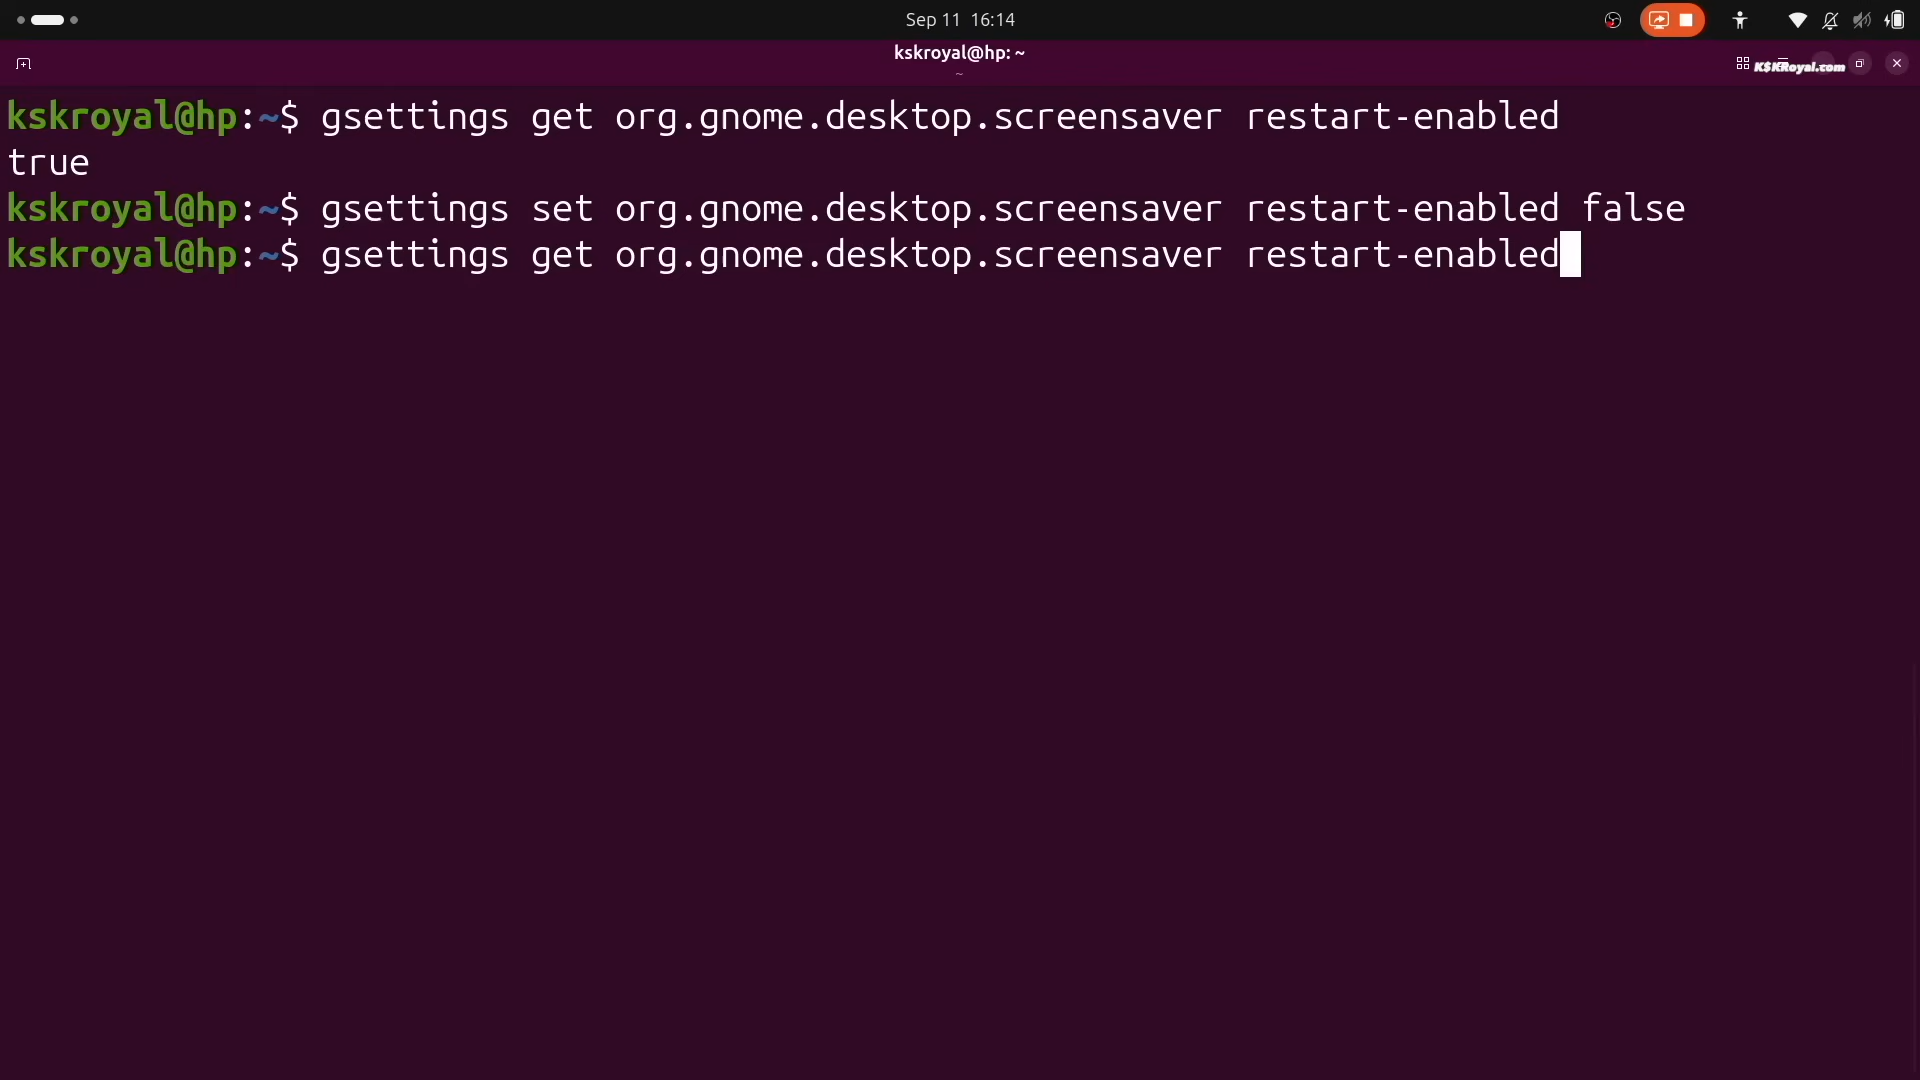 Sep 11 16:14
kskroyal@hp: ~
~
K$KRoyal.com
kskroyal@hp:~$ gsettings get org.gnome.desktop.screensaver restart-enabled
true
kskroyal@hp:~$ gsettings set org.gnome.desktop.screensaver restart-enabled false
kskroyal@hp:~$ gsettings get org.gnome.desktop.screensaver restart-enabled